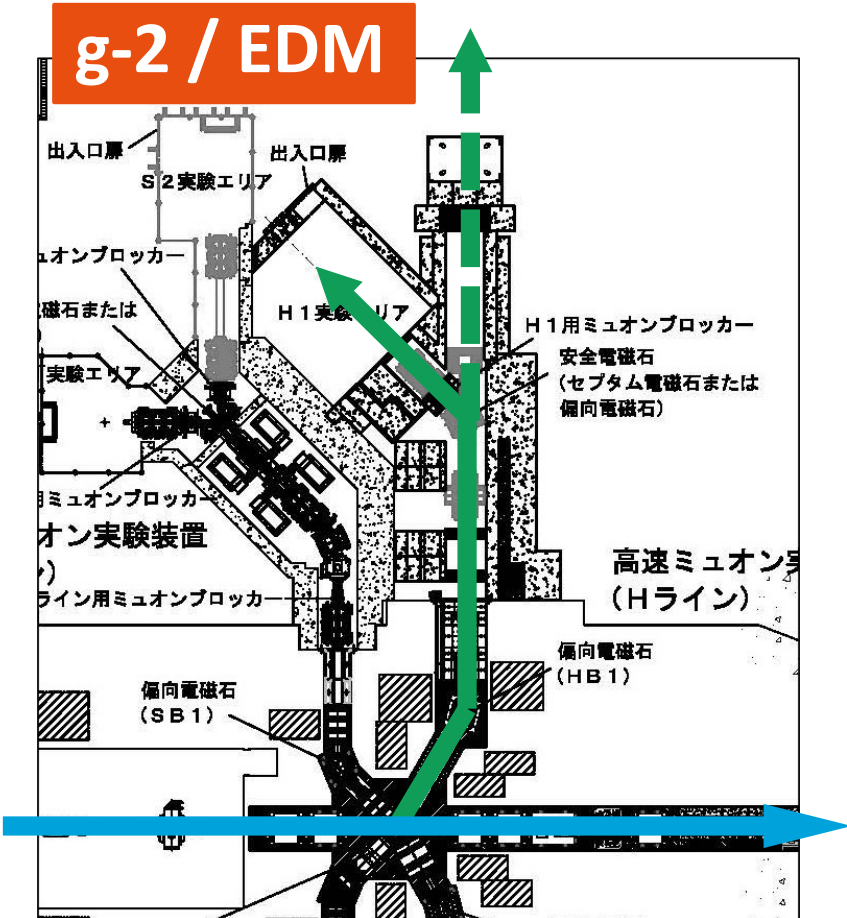 g-2 / EDM
出入口扉
出入口扉
S2実験エリア
ュオンブロッカー
磁石または
H1実験エリア
H1用ミュオンブロッカー
安全電磁石
(セプタム電磁石または
偏向電磁石)
実験エリア
用ミュオンブロッカー
オン実験装置
ン)
ライン用ミュオンブロッカー
高速ミュオン実
(Hライン)
偏向電磁石
(HB1)
偏向電磁石
(SB1)